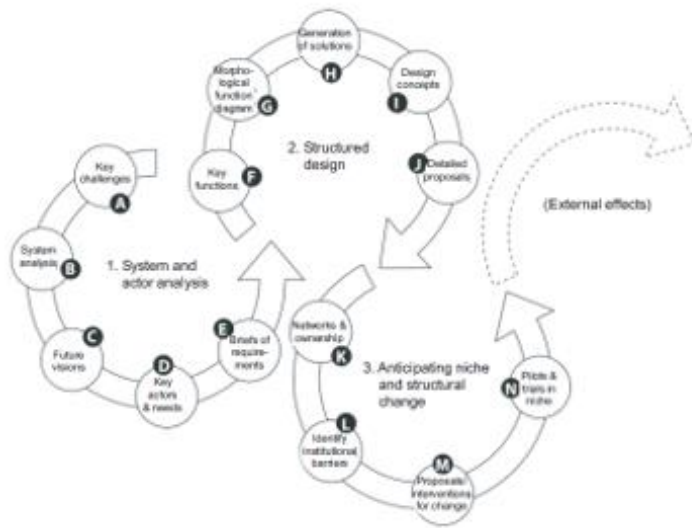 Key
challenges
A
System
analysis
B
C
Future
visions
D
Key
actors
& needs
E
Briefs of
require-
ments
1. System and
actor analysis
Key
functions
F
Morpho-
logical
function
diagram
G
Generation
of solutions
H
Design
concepts
I
J
Detailed
proposals
2. Structured
design
Networks &
ownership
K
L
Identify
institutional
barriers
M
Proposals/
interventions
for change
N
Pilots &
trials in
niche
3. Anticipating niche
and structural
change
(External effects)